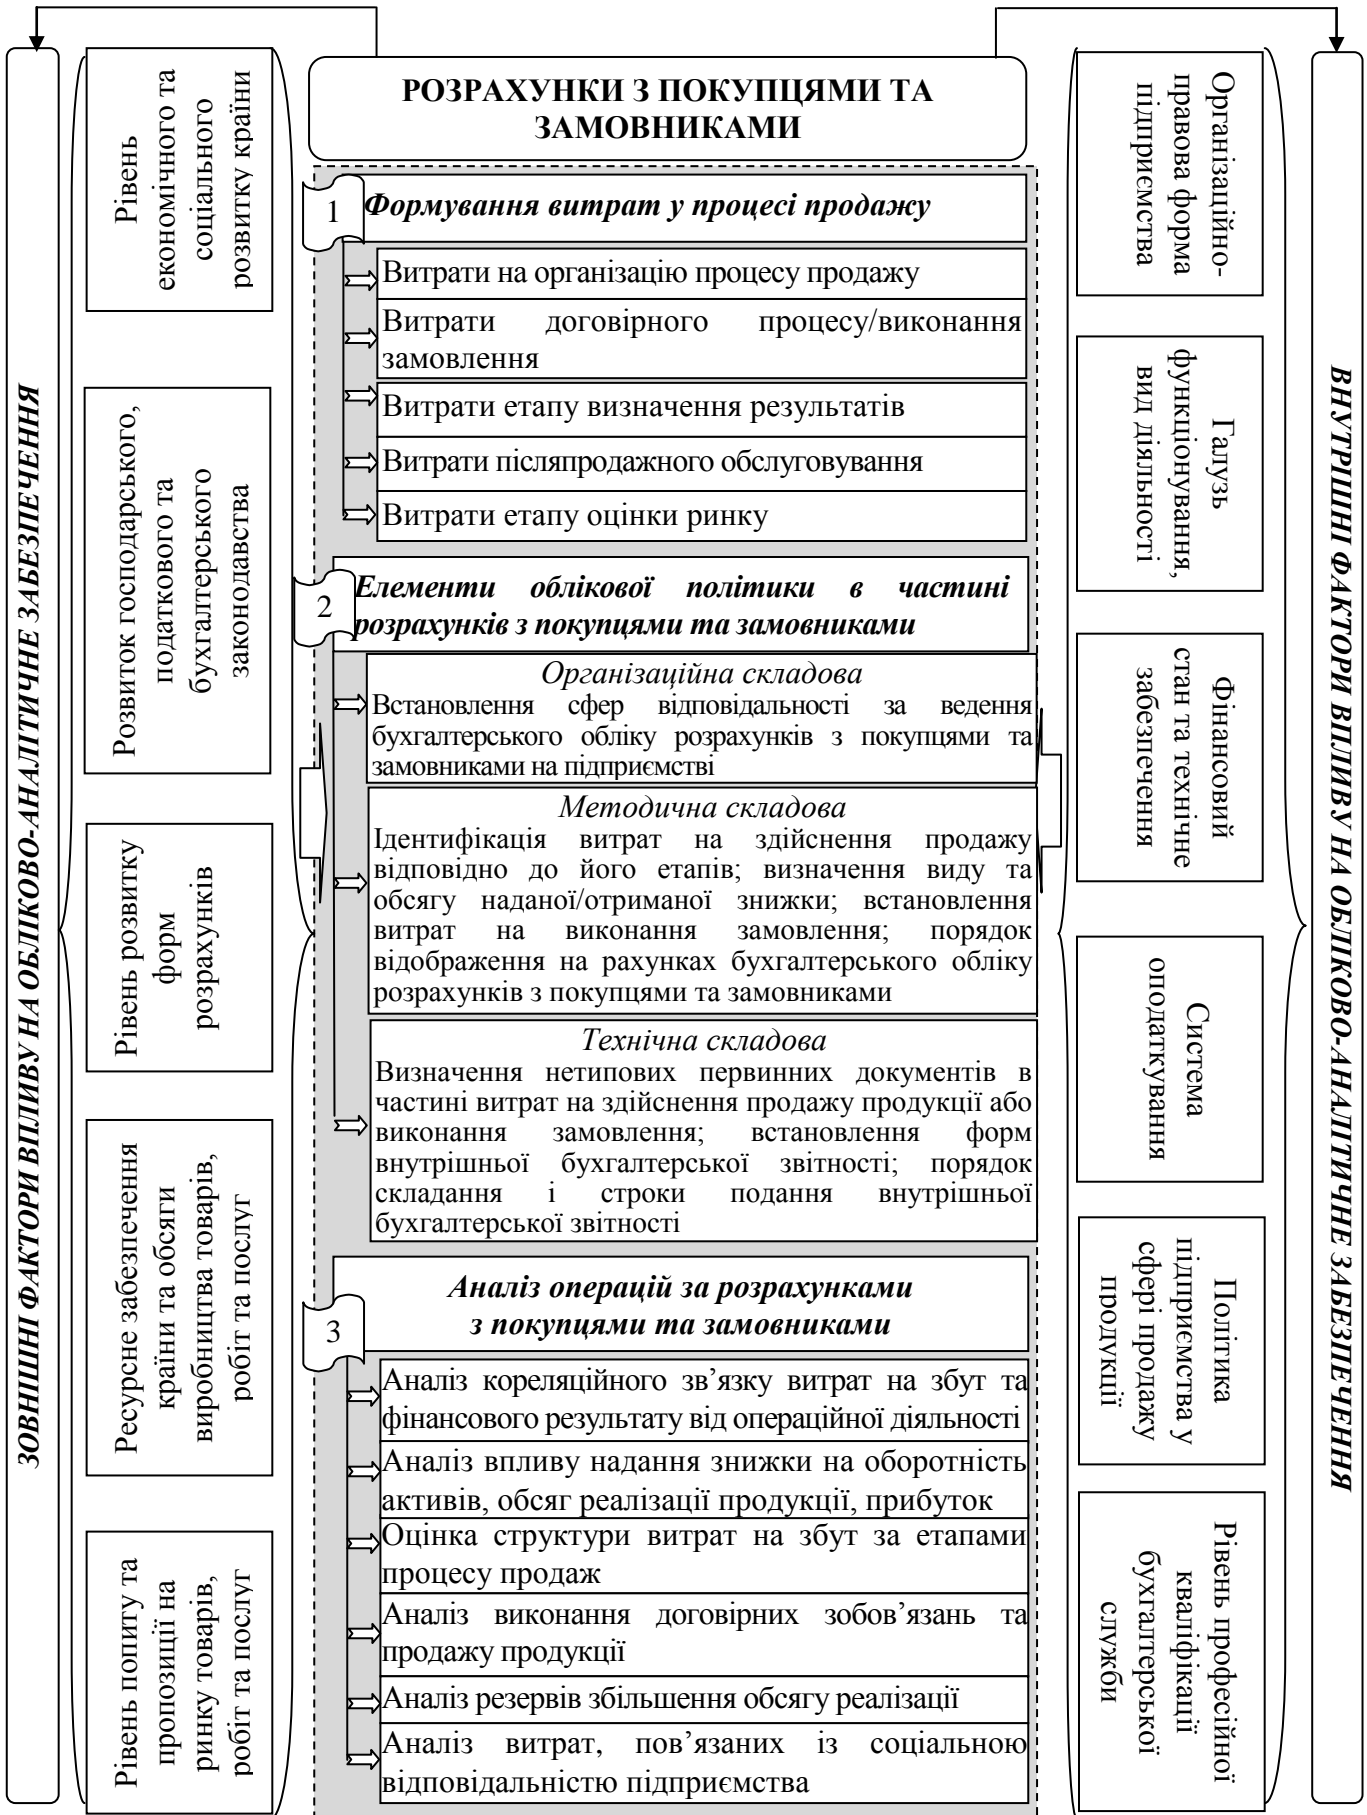 ЗОВНІШНІ ФАКТОРИ ВПЛИВУ НА ОБЛІКОВО-АНАЛІТИЧНЕ ЗАБЕЗПЕЧЕННЯ
Рівень
економічного та
соціального
розвитку країни
Розвиток господарського,
податкового та
бухгалтерського
законодавства
Рівень розвитку
форм
розрахунків
Ресурсне забезпечення
країни та обсяги
виробництва товарів,
робіт та послуг
Рівень попиту та
пропозиції на
ринку товарів,
робіт та послуг
РОЗРАХУНКИ З ПОКУПЦЯМИ ТА
ЗАМОВНИКАМИ
1
Формування витрат у процесі продажу
Витрати на організацію процесу продажу
Витрати договірного процесу/виконання
замовлення
Витрати етапу визначення результатів
Витрати післяпродажного обслуговування
Витрати етапу оцінки ринку
2
Елементи облікової політики в частині
розрахунків з покупцями та замовниками
Організаційна складова
Встановлення сфер відповідальності за ведення
бухгалтерського обліку розрахунків з покупцями та
замовниками на підприємстві
Методична складова
Ідентифікація витрат на здійснення продажу
відповідно до його етапів; визначення виду та
обсягу наданої/отриманої знижки; встановлення
витрат на виконання замовлення; порядок
відображення на рахунках бухгалтерського обліку
розрахунків з покупцями та замовниками
Технічна складова
Визначення нетипових первинних документів в
частині витрат на здійснення продажу продукції або
виконання замовлення; встановлення форм
внутрішньої бухгалтерської звітності; порядок
складання і строки подання внутрішньої
бухгалтерської звітності
3
Аналіз операцій за розрахунками
з покупцями та замовниками
Аналіз кореляційного зв’язку витрат на збут та
фінансового результату від операційної діяльності
Аналіз впливу надання знижки на оборотність
активів, обсяг реалізації продукції, прибуток
Оцінка структури витрат на збут за етапами
процесу продаж
Аналіз виконання договірних зобов’язань та
продажу продукції
Аналіз резервів збільшення обсягу реалізації
Аналіз витрат, пов’язаних із соціальною
відповідальністю підприємства
Організаційно-
правова форма
підприємства
Галузь
функціонування,
вид діяльності
Фінансовий
стан та технічне
забезпечення
Система
оподаткування
Політика
підприємства у
сфері продажу
продукції
Рівень професійної
кваліфікації
бухгалтерської
служби
ВНУТРІШНІ ФАКТОРИ ВПЛИВУ НА ОБЛІКОВО-АНАЛІТИЧНЕ ЗАБЕЗПЕЧЕННЯ